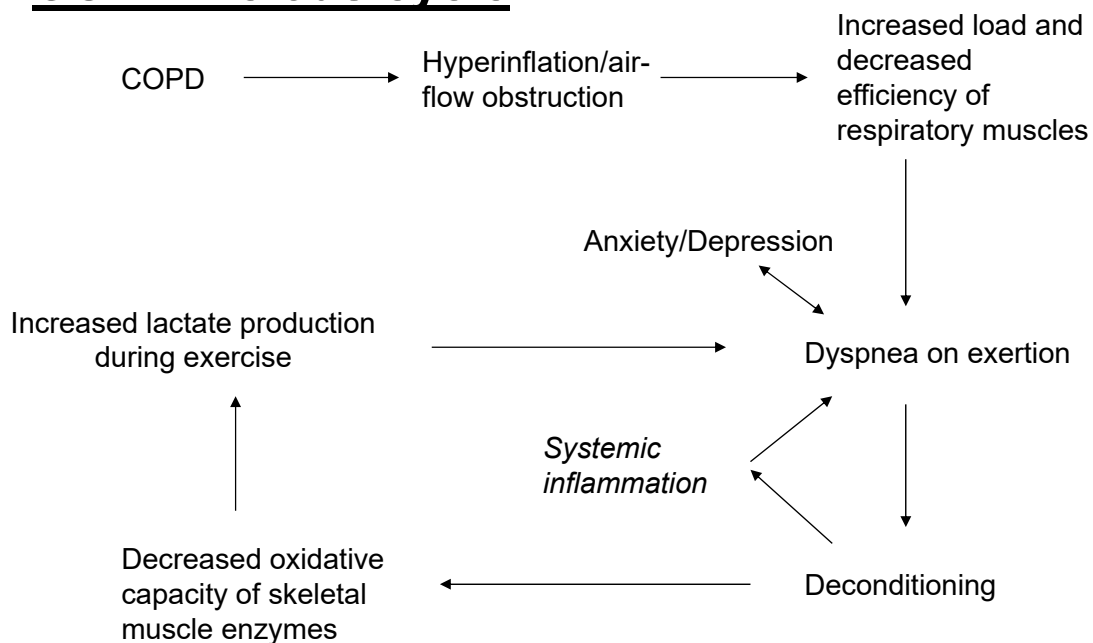 COPD
Hyperinflation/air-
flow obstruction
Increased load and
decreased
efficiency of
respiratory muscles
Anxiety/Depression
Increased lactate production
during exercise
Dyspnea on exertion
Systemic
inflammation
Decreased oxidative
capacity of skeletal
muscle enzymes
Deconditioning